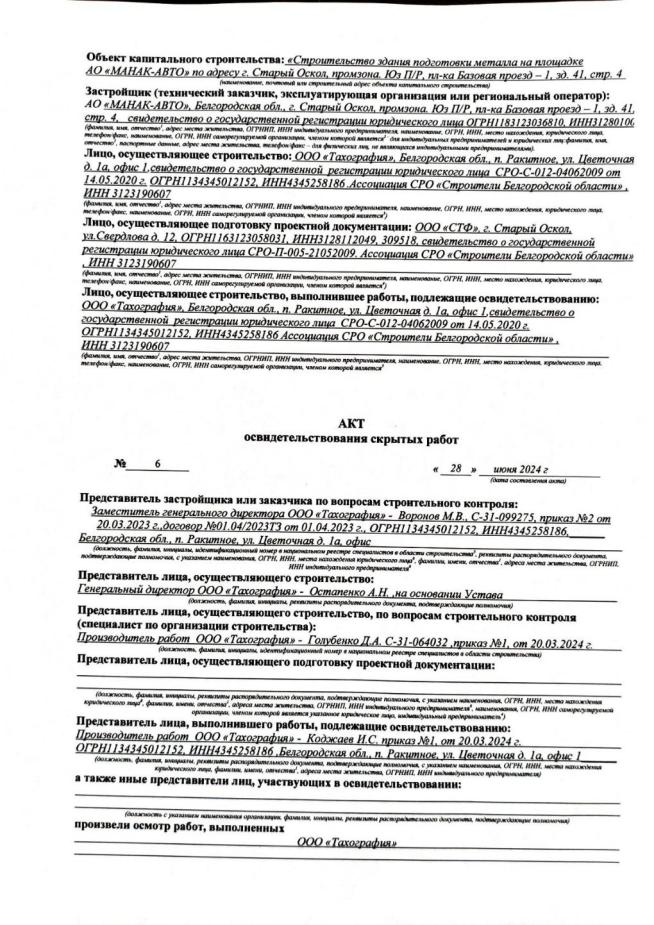 Объект капитального строительства: «Строительство здания подготовки металла на площадке
АО «МАНАК-АВТО» по адресу г. Старый Оскол, промзона. Юз П/Р, пл-ка Базовая проезд – 1, зд. 41, стр. 4
(наименование, почтовый или строительный адрес объекта капитального строительства)
Застройщик (технический заказчик, эксплуатирующая организация или региональный оператор):
АО «МАНАК-АВТО», Белгородская обл., г. Старый Оскол, промзона. Юз П/Р, пл-ка Базовая проезд – 1, зд. 41,
стр. 4, свидетельство о государственной регистрации юридического лица ОГРН1183123036810, ИНН31280100
(фамилия, имя, отчество¹, адрес места жительства, ОГРНИП, ИНН индивидуального предпринимателя, наименование, ОГРН, ИНН, место нахождения, юридического лица,
телефон/факс, наименование, ОГРН, ИНН саморегулируемой организации, членом которой является² для индивидуальных предпринимателей и юридических лиц; фамилия, имя,
отчество¹, паспортные данные, адрес места жительства, телефон/факс – для физических лиц, не являющихся индивидуальными предпринимателями).
Лицо, осуществляющее строительство: ООО «Тахография», Белгородская обл., п. Ракитное, ул. Цветочная
д. 1а, офис 1,свидетельство о государственной регистрации юридического лица СРО-С-012-04062009 от
14.05.2020 г. ОГРН1134345012152, ИНН4345258186 Ассоциация СРО «Строители Белгородской области» ,
ИНН 3123190607
(фамилия, имя, отчество¹, адрес места жительства, ОГРНИП, ИНН индивидуального предпринимателя, наименование, ОГРН, ИНН, место нахождения, юридического лица,
телефон/факс, наименование, ОГРН, ИНН саморегулируемой организации, членом которой является²)
Лицо, осуществляющее подготовку проектной документации: ООО «СТФ», г. Старый Оскол,
ул.Свердлова д. 12, ОГРН1163123058031, ИНН3128112049, 309518, свидетельство о государственной
регистрации юридического лица СРО-П-005-21052009. Ассоциация СРО «Строители Белгородской области»
, ИНН 3123190607
(фамилия, имя, отчество¹, адрес места жительства, ОГРНИП, ИНН индивидуального предпринимателя, наименование, ОГРН, ИНН, место нахождения, юридического лица,
телефон/факс, наименование, ОГРН, ИНН саморегулируемой организации, членом которой является²)
Лицо, осуществляющее строительство, выполнившее работы, подлежащие освидетельствованию:
ООО «Тахография», Белгородская обл., п. Ракитное, ул. Цветочная д. 1а, офис 1,свидетельство о
государственной регистрации юридического лица СРО-С-012-04062009 от 14.05.2020 г.
ОГРН1134345012152, ИНН4345258186 Ассоциация СРО «Строители Белгородской области» ,
ИНН 3123190607
(фамилия, имя, отчество¹, адрес места жительства, ОГРНИП, ИНН индивидуального предпринимателя, наименование, ОГРН, ИНН, место нахождения, юридического лица,
телефон/факс, наименование, ОГРН, ИНН саморегулируемой организации, членом которой является²
АКТ
освидетельствования скрытых работ
№ 6 « 28 » июня 2024 г
(дата составления акта)
Представитель застройщика или заказчика по вопросам строительного контроля:
Заместитель генерального директора ООО «Тахография» - Воронов М.В., С-31-099275, приказ №2 от
20.03.2023 г.,договор №01.04/2023ТЗ от 01.04.2023 г., ОГРН1134345012152, ИНН4345258186,
Белгородская обл., п. Ракитное, ул. Цветочная д. 1а, офис
(должность, фамилия, инициалы, идентификационный номер в национальном реестре специалистов в области строительства³, реквизиты распорядительного документа,
подтверждающие полномочия, с указанием наименования, ОГРН, ИНН, места нахождения юридического лица⁴, фамилии, имени, отчества¹, адреса места жительства, ОГРНИП,
ИНН индивидуального предпринимателя⁴
Представитель лица, осуществляющего строительство:
Генеральный директор ООО «Тахография» - Остапенко А.Н. ,на основании Устава
(должность, фамилия, инициалы, реквизиты распорядительного документа, подтверждающие полномочия)
Представитель лица, осуществляющего строительство, по вопросам строительного контроля
(специалист по организации строительства):
Производитель работ ООО «Тахография» - Голубенко Д.А. С-31-064032 ,приказ №1, от 20.03.2024 г.
(должность, фамилия, инициалы, идентификационный номер в национальном реестре специалистов в области строительства)
Представитель лица, осуществляющего подготовку проектной документации:
(должность, фамилия, инициалы, реквизиты распорядительного документа, подтверждающие полномочия, с указанием наименования, ОГРН, ИНН, места нахождения
юридического лица⁴, фамилии, имени, отчества¹, адреса места жительства, ОГРНИП, ИНН индивидуального предпринимателя⁴, наименования, ОГРН, ИНН саморегулируемой
организации, членом которой является указанное юридическое лицо, индивидуальный предприниматель⁴)
Представитель лица, выполнившего работы, подлежащие освидетельствованию:
Производитель работ ООО «Тахография» - Коджаев И.С. приказ №1, от 20.03.2024 г.
ОГРН1134345012152, ИНН4345258186 ,Белгородская обл., п. Ракитное, ул. Цветочная д. 1а, офис 1
(должность, фамилия, инициалы, реквизиты распорядительного документа, подтверждающие полномочия, с указанием наименования, ОГРН, ИНН, места нахождения
юридического лица, фамилии, имени, отчества¹, адреса места жительства, ОГРНИП, ИНН индивидуального предпринимателя)
а также иные представители лиц, участвующих в освидетельствовании:
(должность с указанием наименования организации, фамилия, инициалы, реквизиты распорядительного документа, подтверждающие полномочия)
произвели осмотр работ, выполненных
ООО «Тахография»